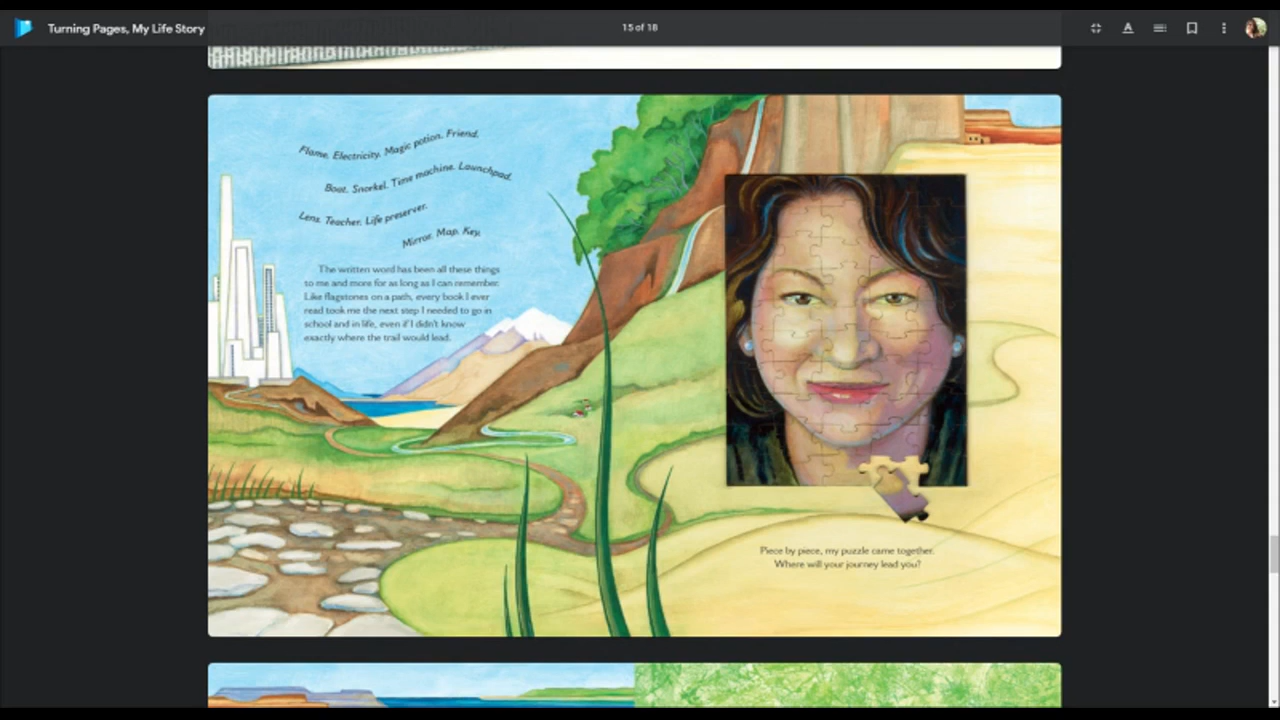 Turning Pages, My Life Story
15 of 18
Flame. Electricity. Magic potion. Friend.
Boat. Snorkel. Time machine. Launchpad.
Lens. Teacher. Life preserver.
Mirror. Map. Key.
The written word has been all these things
to me and more for as long as I can remember.
Like flagstones on a path, every book I ever
read took me the next step I needed to go in
school and in life, even if I didn't know
exactly where the trail would lead.
Piece by piece, my puzzle came together.
Where will your journey lead you?